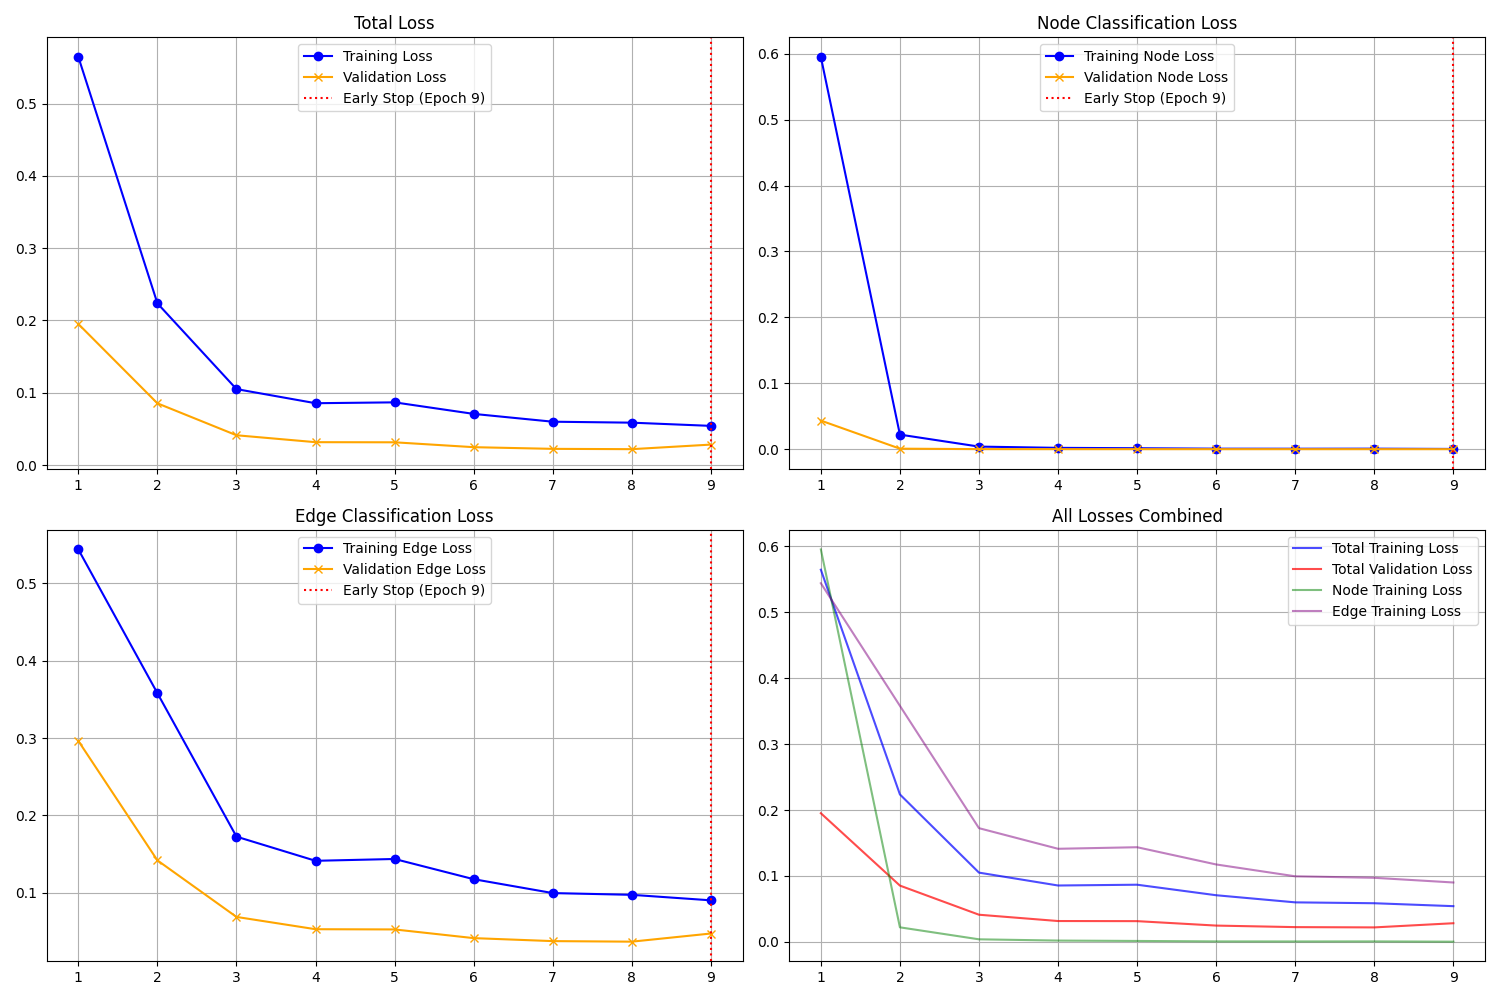 Total Loss
Training Loss
Validation Loss
Early Stop (Epoch 9)
0.5
0.4
0.3
0.2
0.1
0.0
1 2 3 4 5 6 7 8 9
Node Classification Loss
Training Node Loss
Validation Node Loss
Early Stop (Epoch 9)
0.6
0.5
0.4
0.3
0.2
0.1
0.0
1 2 3 4 5 6 7 8 9
Edge Classification Loss
Training Edge Loss
Validation Edge Loss
Early Stop (Epoch 9)
0.5
0.4
0.3
0.2
0.1
1 2 3 4 5 6 7 8 9
All Losses Combined
Total Training Loss
Total Validation Loss
Node Training Loss
Edge Training Loss
0.6
0.5
0.4
0.3
0.2
0.1
0.0
1 2 3 4 5 6 7 8 9